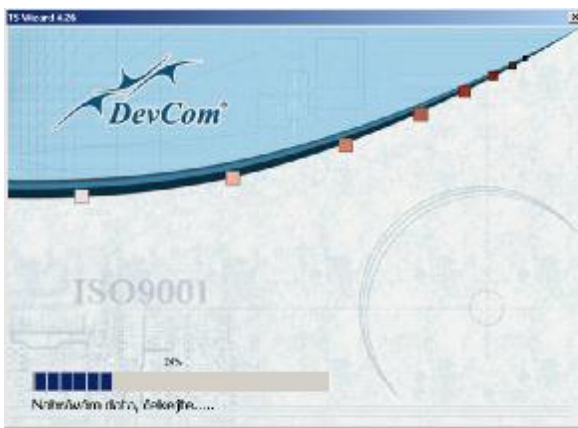 TS Wizard 4.26
DevCom®
ISO9001
24%
Nahrávám data, čekejte.....